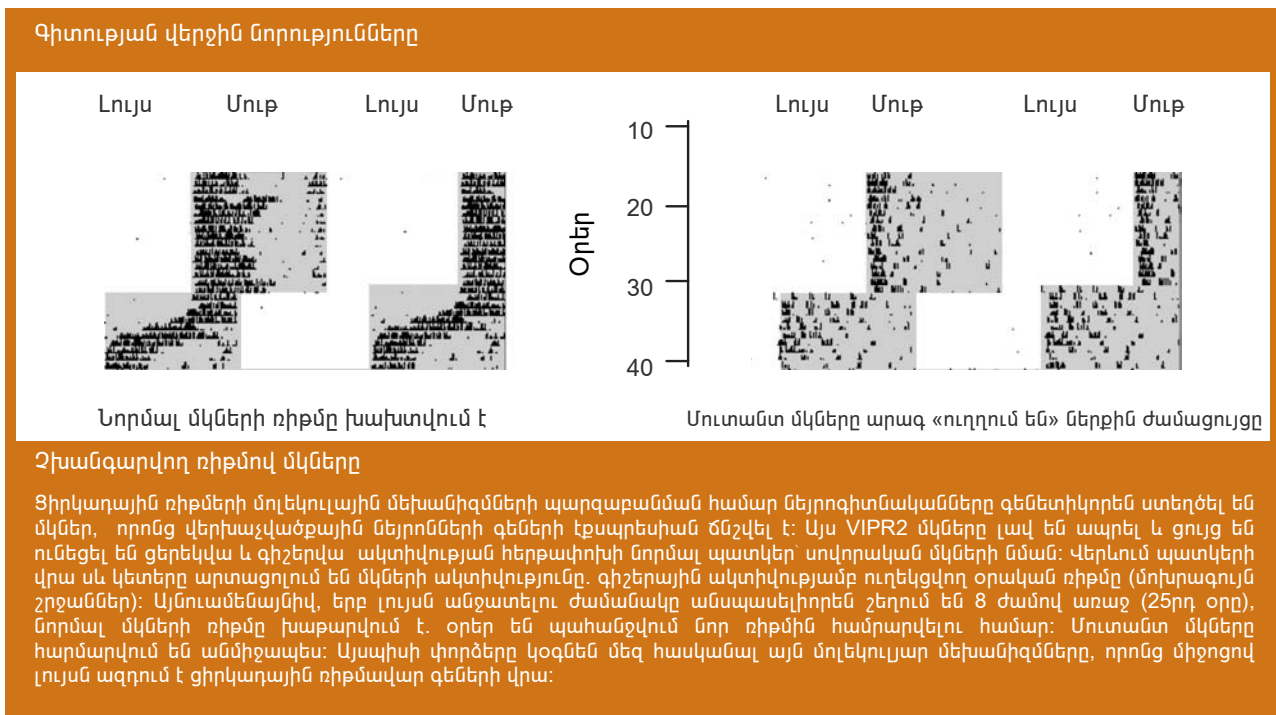 Գիտության վերջին նորությունները
Լույս Մութ Լույս Մութ Լույս Մութ Լույս Մութ
10
20
30
40
Օրեր
Նորմալ մկների ռիթմը խախտվում է
Մուտանտ մկները արագ «ուղղում են» ներքին ժամացույցը
Չխանգարվող ռիթմով մկները
Ցիրկադային ռիթմերի մոլեկուլային մեխանիզմների պարզաբանման համար նեյրոգիտնականները գենետիկորեն ստեղծել են
մկներ, որոնց վերխաչվածքային նեյրոնների գեների էքսպրեսիան ճնշվել է: Այս VIPR2 մկները լավ են ապրել և ցույց են
ունեցել են ցերեկվա և գիշերվա ակտիվության հերթափոխի նորմալ պատկեր՝ սովորական մկների նման: Վերևում պատկերի
վրա սև կետերը արտացոլում են մկների ակտիվությունը. գիշերային ակտիվությամբ ուղեկցվող օրական ռիթմը (մոխրագույն
շրջաններ): Այնուամենայնիվ, երբ լույսն անջատելու ժամանակը անսպասելիորեն շեղում են 8 ժամով առաջ (25րդ օրը),
նորմալ մկների ռիթմը խաթարվում է. օրեր են պահանջվում նոր ռիթմին համրարվելու համար: Մուտանտ մկները
հարմարվում են անմիջապես: Այսպիսի փորձերը կօգնեն մեզ հասկանալ այն մոլեկուլյար մեխանիզմները, որոնց միջոցով
լույսն ազդում է ցիրկադային ռիթմավար գեների վրա: